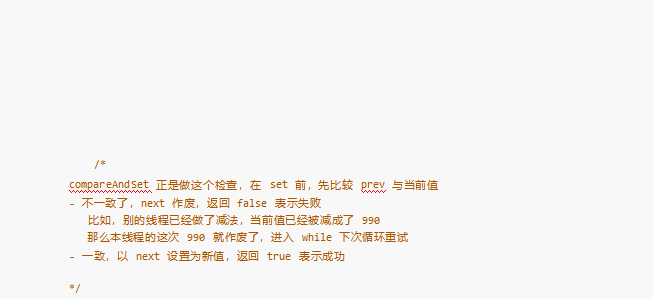 /*
compareAndSet 正是做这个检查，在 set 前，先比较 prev 与当前值
- 不一致了，next 作废，返回 false 表示失败
比如，别的线程已经做了减法，当前值已经被减成了 990
那么本线程的这次 990 就作废了，进入 while 下次循环重试
- 一致，以 next 设置为新值，返回 true 表示成功
*/